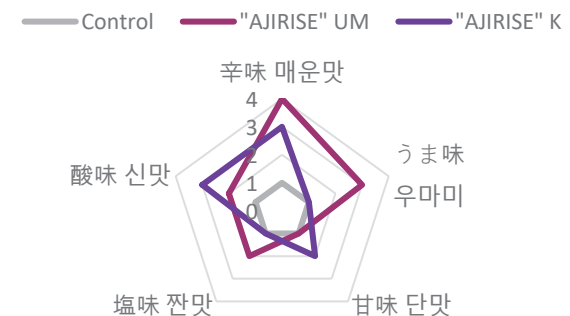 Control "AJIRISE" UM "AJIRISE" K
辛味 매운맛
4
3
2
1
0
うま味
우마미
酸味 신맛
塩味 짠맛
甘味 단맛